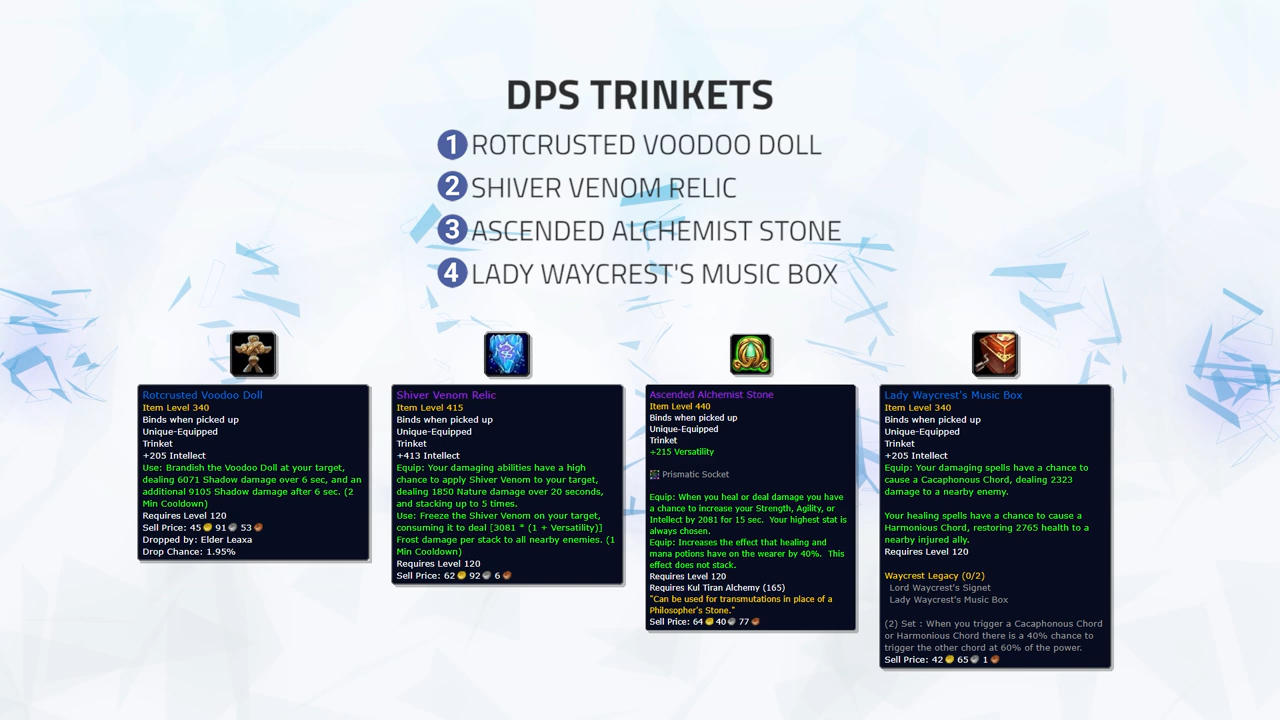 DPS TRINKETS
1 ROTCRUSTED VOODOO DOLL
2 SHIVER VENOM RELIC
3 ASCENDED ALCHEMIST STONE
4 LADY WAYCREST'S MUSIC BOX
Rotcrusted Voodoo Doll
Item Level 340
Binds when picked up
Unique-Equipped
Trinket
+205 Intellect
Use: Brandish the Voodoo Doll at your target,
dealing 6071 Shadow damage over 6 sec, and an
additional 9105 Shadow damage after 6 sec. (2
Min Cooldown)
Requires Level 120
Sell Price: 45 91 53
Dropped by: Elder Leaxa
Drop Chance: 1.95%
Shiver Venom Relic
Item Level 415
Binds when picked up
Unique-Equipped
Trinket
+413 Intellect
Equip: Your damaging abilities have a high
chance to apply Shiver Venom to your target,
dealing 1850 Nature damage over 20 seconds,
and stacking up to 5 times.
Use: Freeze the Shiver Venom on your target,
consuming it to deal [3081 * (1 + Versatility)]
Frost damage per stack to all nearby enemies. (1
Min Cooldown)
Requires Level 120
Sell Price: 62 92 6
Ascended Alchemist Stone
Item Level 440
Binds when picked up
Unique-Equipped
Trinket
+215 Versatility
Prismatic Socket
Equip: When you heal or deal damage you have
a chance to increase your Strength, Agility, or
Intellect by 2081 for 15 sec. Your highest stat is
always chosen.
Equip: Increases the effect that healing and
mana potions have on the wearer by 40%. This
effect does not stack.
Requires Level 120
Requires Kul Tiran Alchemy (165)
"Can be used for transmutations in place of a
Philosopher's Stone."
Sell Price: 64 40 77
Lady Waycrest's Music Box
Item Level 340
Binds when picked up
Unique-Equipped
Trinket
+205 Intellect
Equip: Your damaging spells have a chance to
cause a Cacaphonous Chord, dealing 2323
damage to a nearby enemy.
Your healing spells have a chance to cause a
Harmonious Chord, restoring 2765 health to a
nearby injured ally.
Requires Level 120
Waycrest Legacy (0/2)
Lord Waycrest's Signet
Lady Waycrest's Music Box
(2) Set : When you trigger a Cacaphonous Chord
or Harmonious Chord there is a 40% chance to
trigger the other chord at 60% of the power.
Sell Price: 42 65 1